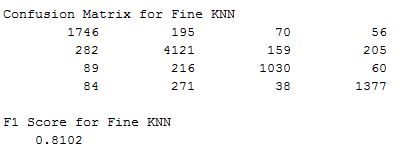 Confusion Matrix for Fine KNN
1746 195 70 56
282 4121 159 205
89 216 1030 60
84 271 38 1377
F1 Score for Fine KNN
0.8102